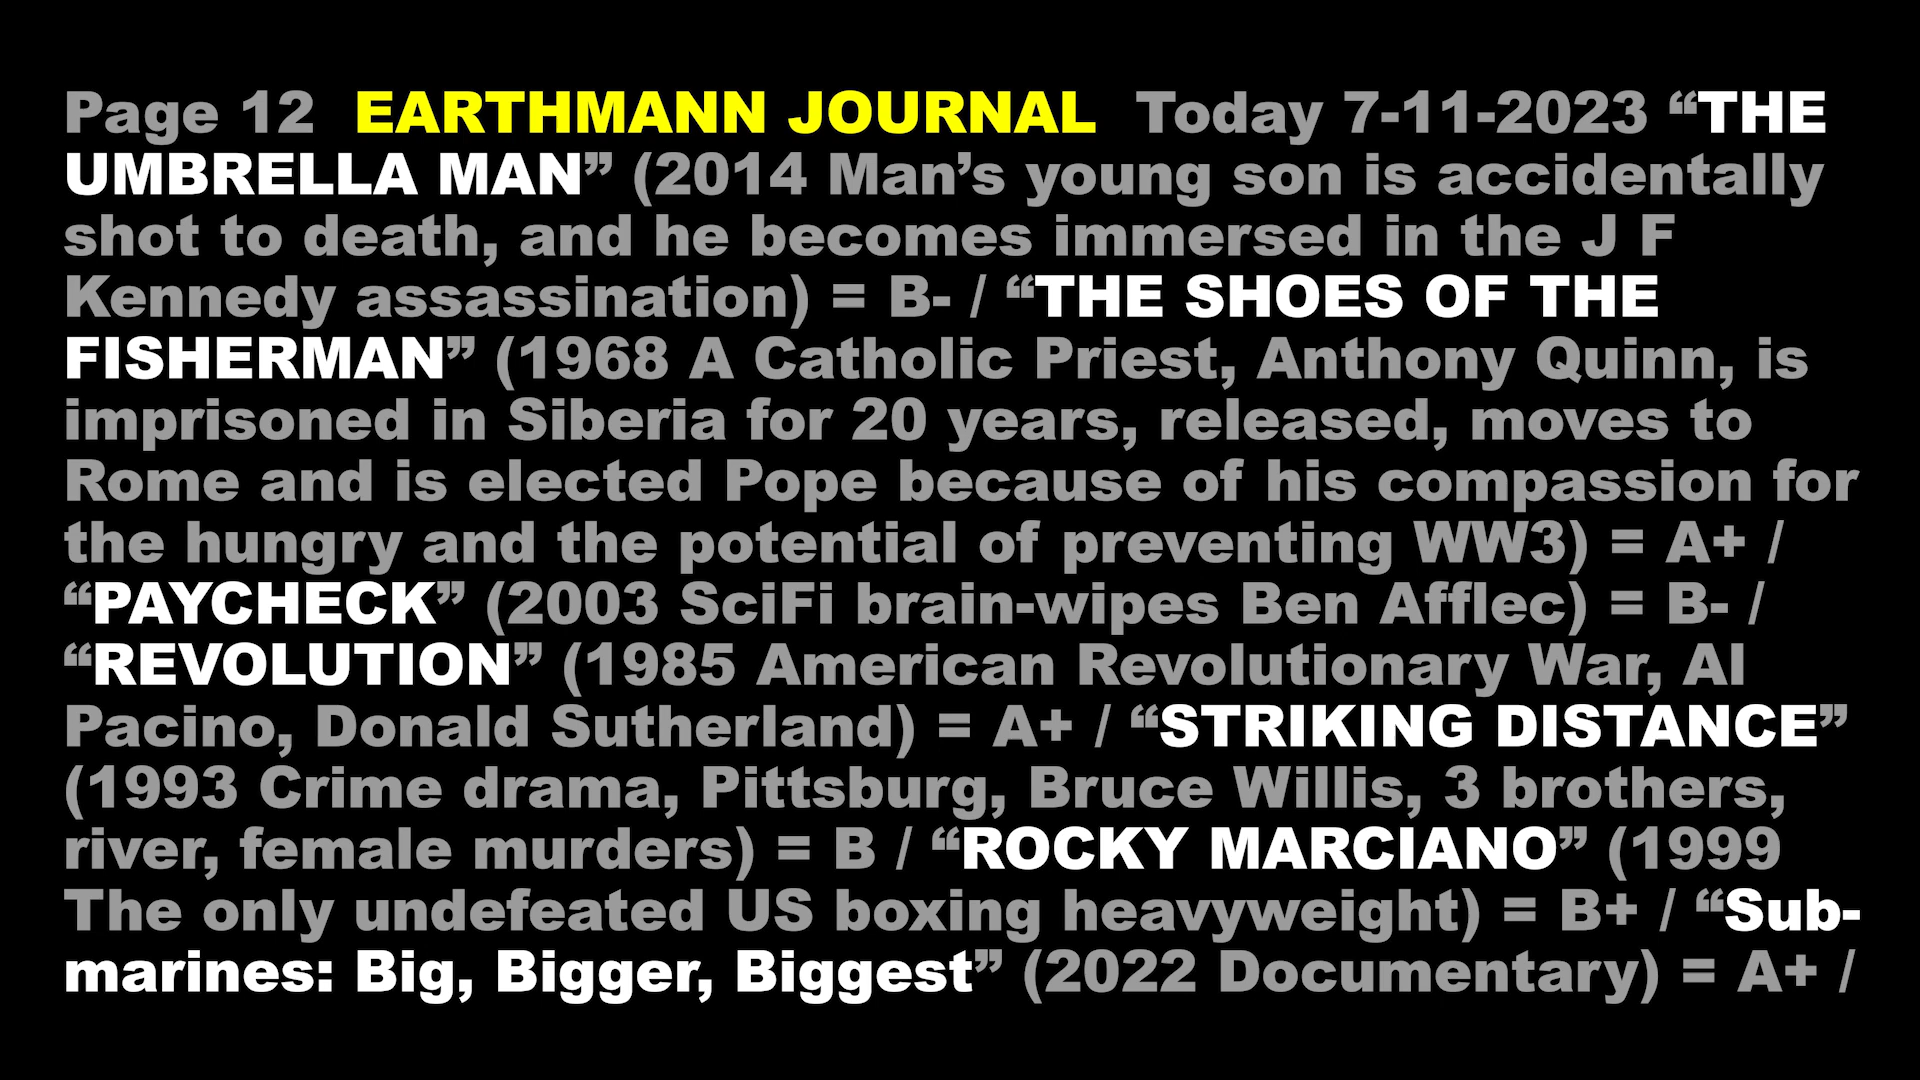 Page 12  EARTHMANN JOURNAL  Today 7-11-2023 “THE
UMBRELLA MAN” (2014 Man’s young son is accidentally
shot to death, and he becomes immersed in the J F
Kennedy assassination) = B- / “THE SHOES OF THE
FISHERMAN” (1968 A Catholic Priest, Anthony Quinn, is
imprisoned in Siberia for 20 years, released, moves to
Rome and is elected Pope because of his compassion for
the hungry and the potential of preventing WW3) = A+ /
“PAYCHECK” (2003 SciFi brain-wipes Ben Afflec) = B- /
“REVOLUTION” (1985 American Revolutionary War, Al
Pacino, Donald Sutherland) = A+ / “STRIKING DISTANCE”
(1993 Crime drama, Pittsburg, Bruce Willis, 3 brothers,
river, female murders) = B / “ROCKY MARCIANO” (1999
The only undefeated US boxing heavyweight) = B+ / “Sub-
marines: Big, Bigger, Biggest” (2022 Documentary) = A+ /